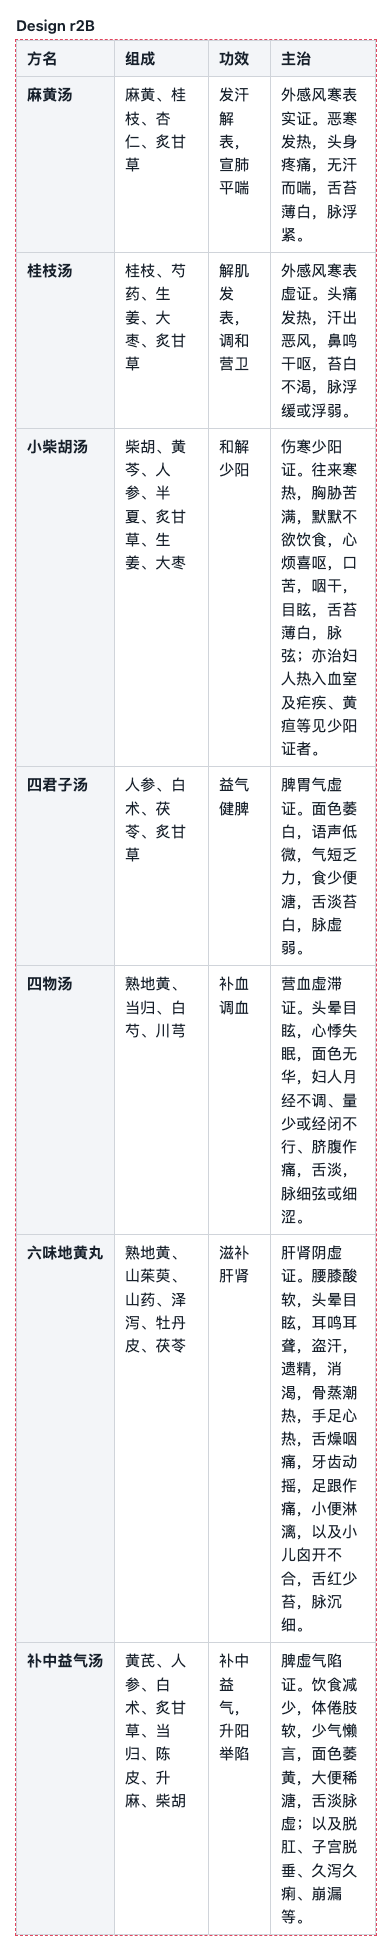 Design r2B
方名
组成
功效
主治
麻黄汤
麻黄、桂
枝、杏
仁、炙甘
草
发汗
解
表，
宣肺
平喘
外感风寒表
实证。恶寒
发热，头身
疼痛，无汗
而喘，舌苔
薄白，脉浮
紧。
桂枝汤
桂枝、芍
药、生
姜、大
枣、炙甘
草
解肌
发
表，
调和
营卫
外感风寒表
虚证。头痛
发热，汗出
恶风，鼻鸣
干呕，苔白
不渴，脉浮
缓或浮弱。
小柴胡汤
柴胡、黄
芩、人
参、半
夏、炙甘
草、生
姜、大枣
和解
少阳
伤寒少阳
证。往来寒
热，胸胁苦
满，默默不
欲饮食，心
烦喜呕，口
苦，咽干，
目眩，舌苔
薄白，脉
弦；亦治妇
人热入血室
及疟疾、黄
疸等见少阳
证者。
四君子汤
人参、白
术、茯
苓、炙甘
草
益气
健脾
脾胃气虚
证。面色萎
白，语声低
微，气短乏
力，食少便
溏，舌淡苔
白，脉虚
弱。
四物汤
熟地黄、
当归、白
芍、川芎
补血
调血
营血虚滞
证。头晕目
眩，心悸失
眠，面色无
华，妇人月
经不调、量
少或经闭不
行、脐腹作
痛，舌淡，
脉细弦或细
涩。
六味地黄丸
熟地黄、
山茱萸、
山药、泽
泻、牡丹
皮、茯苓
滋补
肝肾
肝肾阴虚
证。腰膝酸
软，头晕目
眩，耳鸣耳
聋，盗汗，
遗精，消
渴，骨蒸潮
热，手足心
热，舌燥咽
痛，牙齿动
摇，足跟作
痛，小便淋
漓，以及小
儿囟开不
合，舌红少
苔，脉沉
细。
补中益气汤
黄芪、人
参、白
术、炙甘
草、当
归、陈
皮、升
麻、柴胡
补中
益
气，
升阳
举陷
脾虚气陷
证。饮食减
少，体倦肢
软，少气懒
言，面色萎
黄，大便稀
溏，舌淡脉
虚；以及脱
肛、子宫脱
垂、久泻久
痢、崩漏
等。